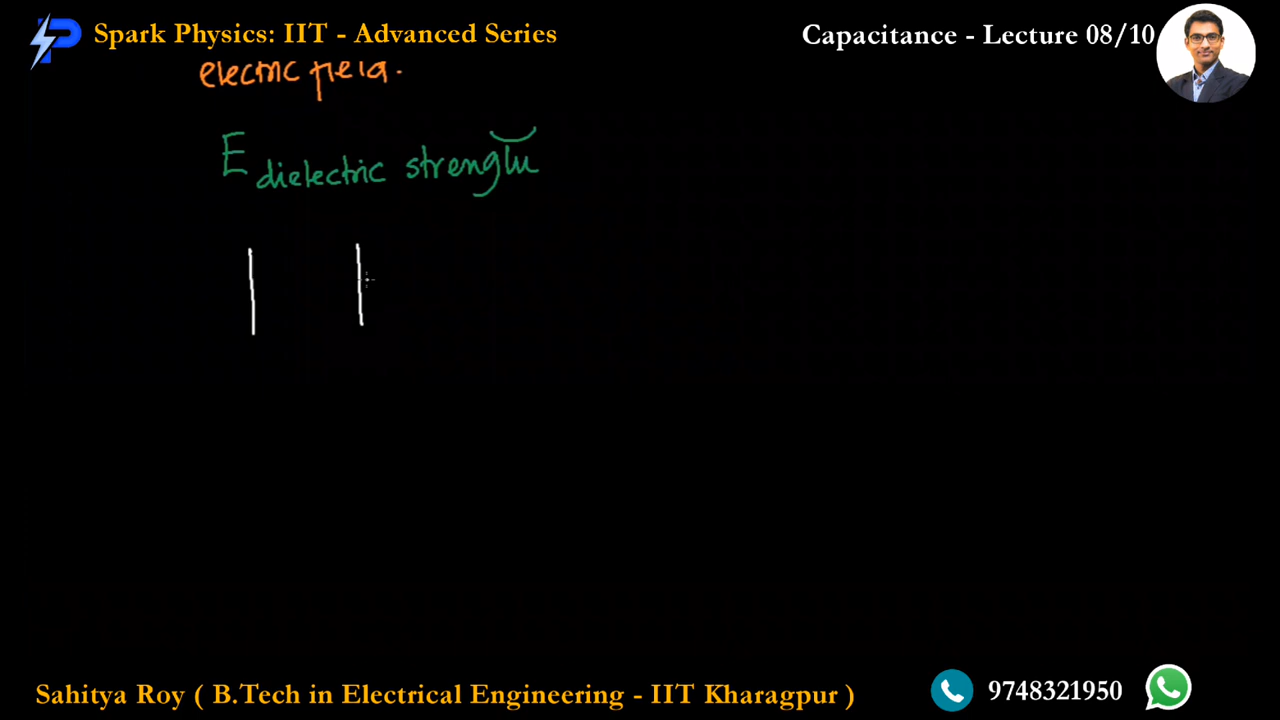 Spark Physics: IIT - Advanced Series
Capacitance - Lecture 08/10
electric field.
E dielectric strength
Sahitya Roy ( B.Tech in Electrical Engineering - IIT Kharagpur )
9748321950